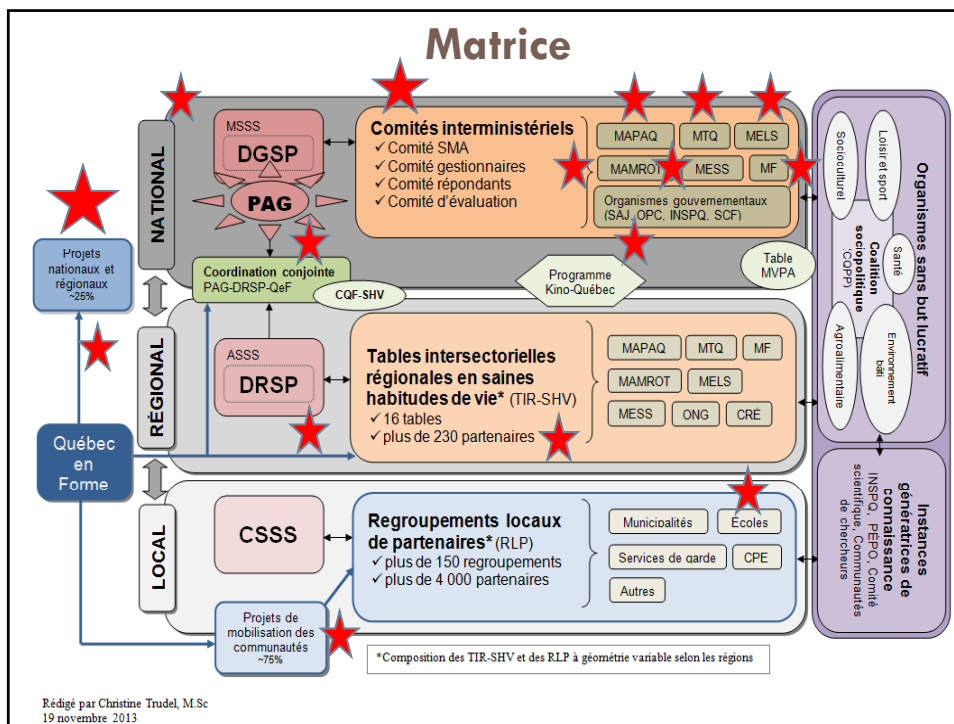 Matrice
NATIONAL
MSSS
DGSP
PAG
Comités interministériels
✓ Comité SMA
✓ Comité gestionnaires
✓ Comité répondants
✓ Comité d'évaluation
MAPAQ
MTQ
MELS
MAMROT
MESS
MF
Organismes gouvernementaux
(SAJ, OPC, INSPQ, SCF)
Projets
nationaux et
régionaux
~25%
Coordination conjointe
PAG-DRSP-QeF
CQF-SHV
Programme
Kino-Québec
Table
MVPA
RÉGIONAL
ASSS
DRSP
Tables intersectorielles
régionales en saines
habitudes de vie* (TIR-SHV)
✓ 16 tables
✓ plus de 230 partenaires
MAPAQ
MTQ
MF
MAMROT
MELS
MESS
ONG
CRÉ
Québec
en
Forme
LOCAL
CSSS
Regroupements locaux
de partenaires* (RLP)
✓ plus de 150 regroupements
✓ plus de 4 000 partenaires
Municipalités
Écoles
Services de garde
CPE
Autres
Projets de
mobilisation des
communautés
~75%
Organismes sans but lucratif
Socioculturel
Loisir et sport
Coalition
sociopolitique
(CQPP)
Santé
Agroalimentaire
Environnement
bâti
Instances
génératrices de
connaissance
INSPQ, PÉPO, Comité
scientifique, Communautés
de chercheurs
*Composition des TIR-SHV et des RLP à géométrie variable selon les régions
Rédigé par Christine Trudel, M.Sc
19 novembre 2013